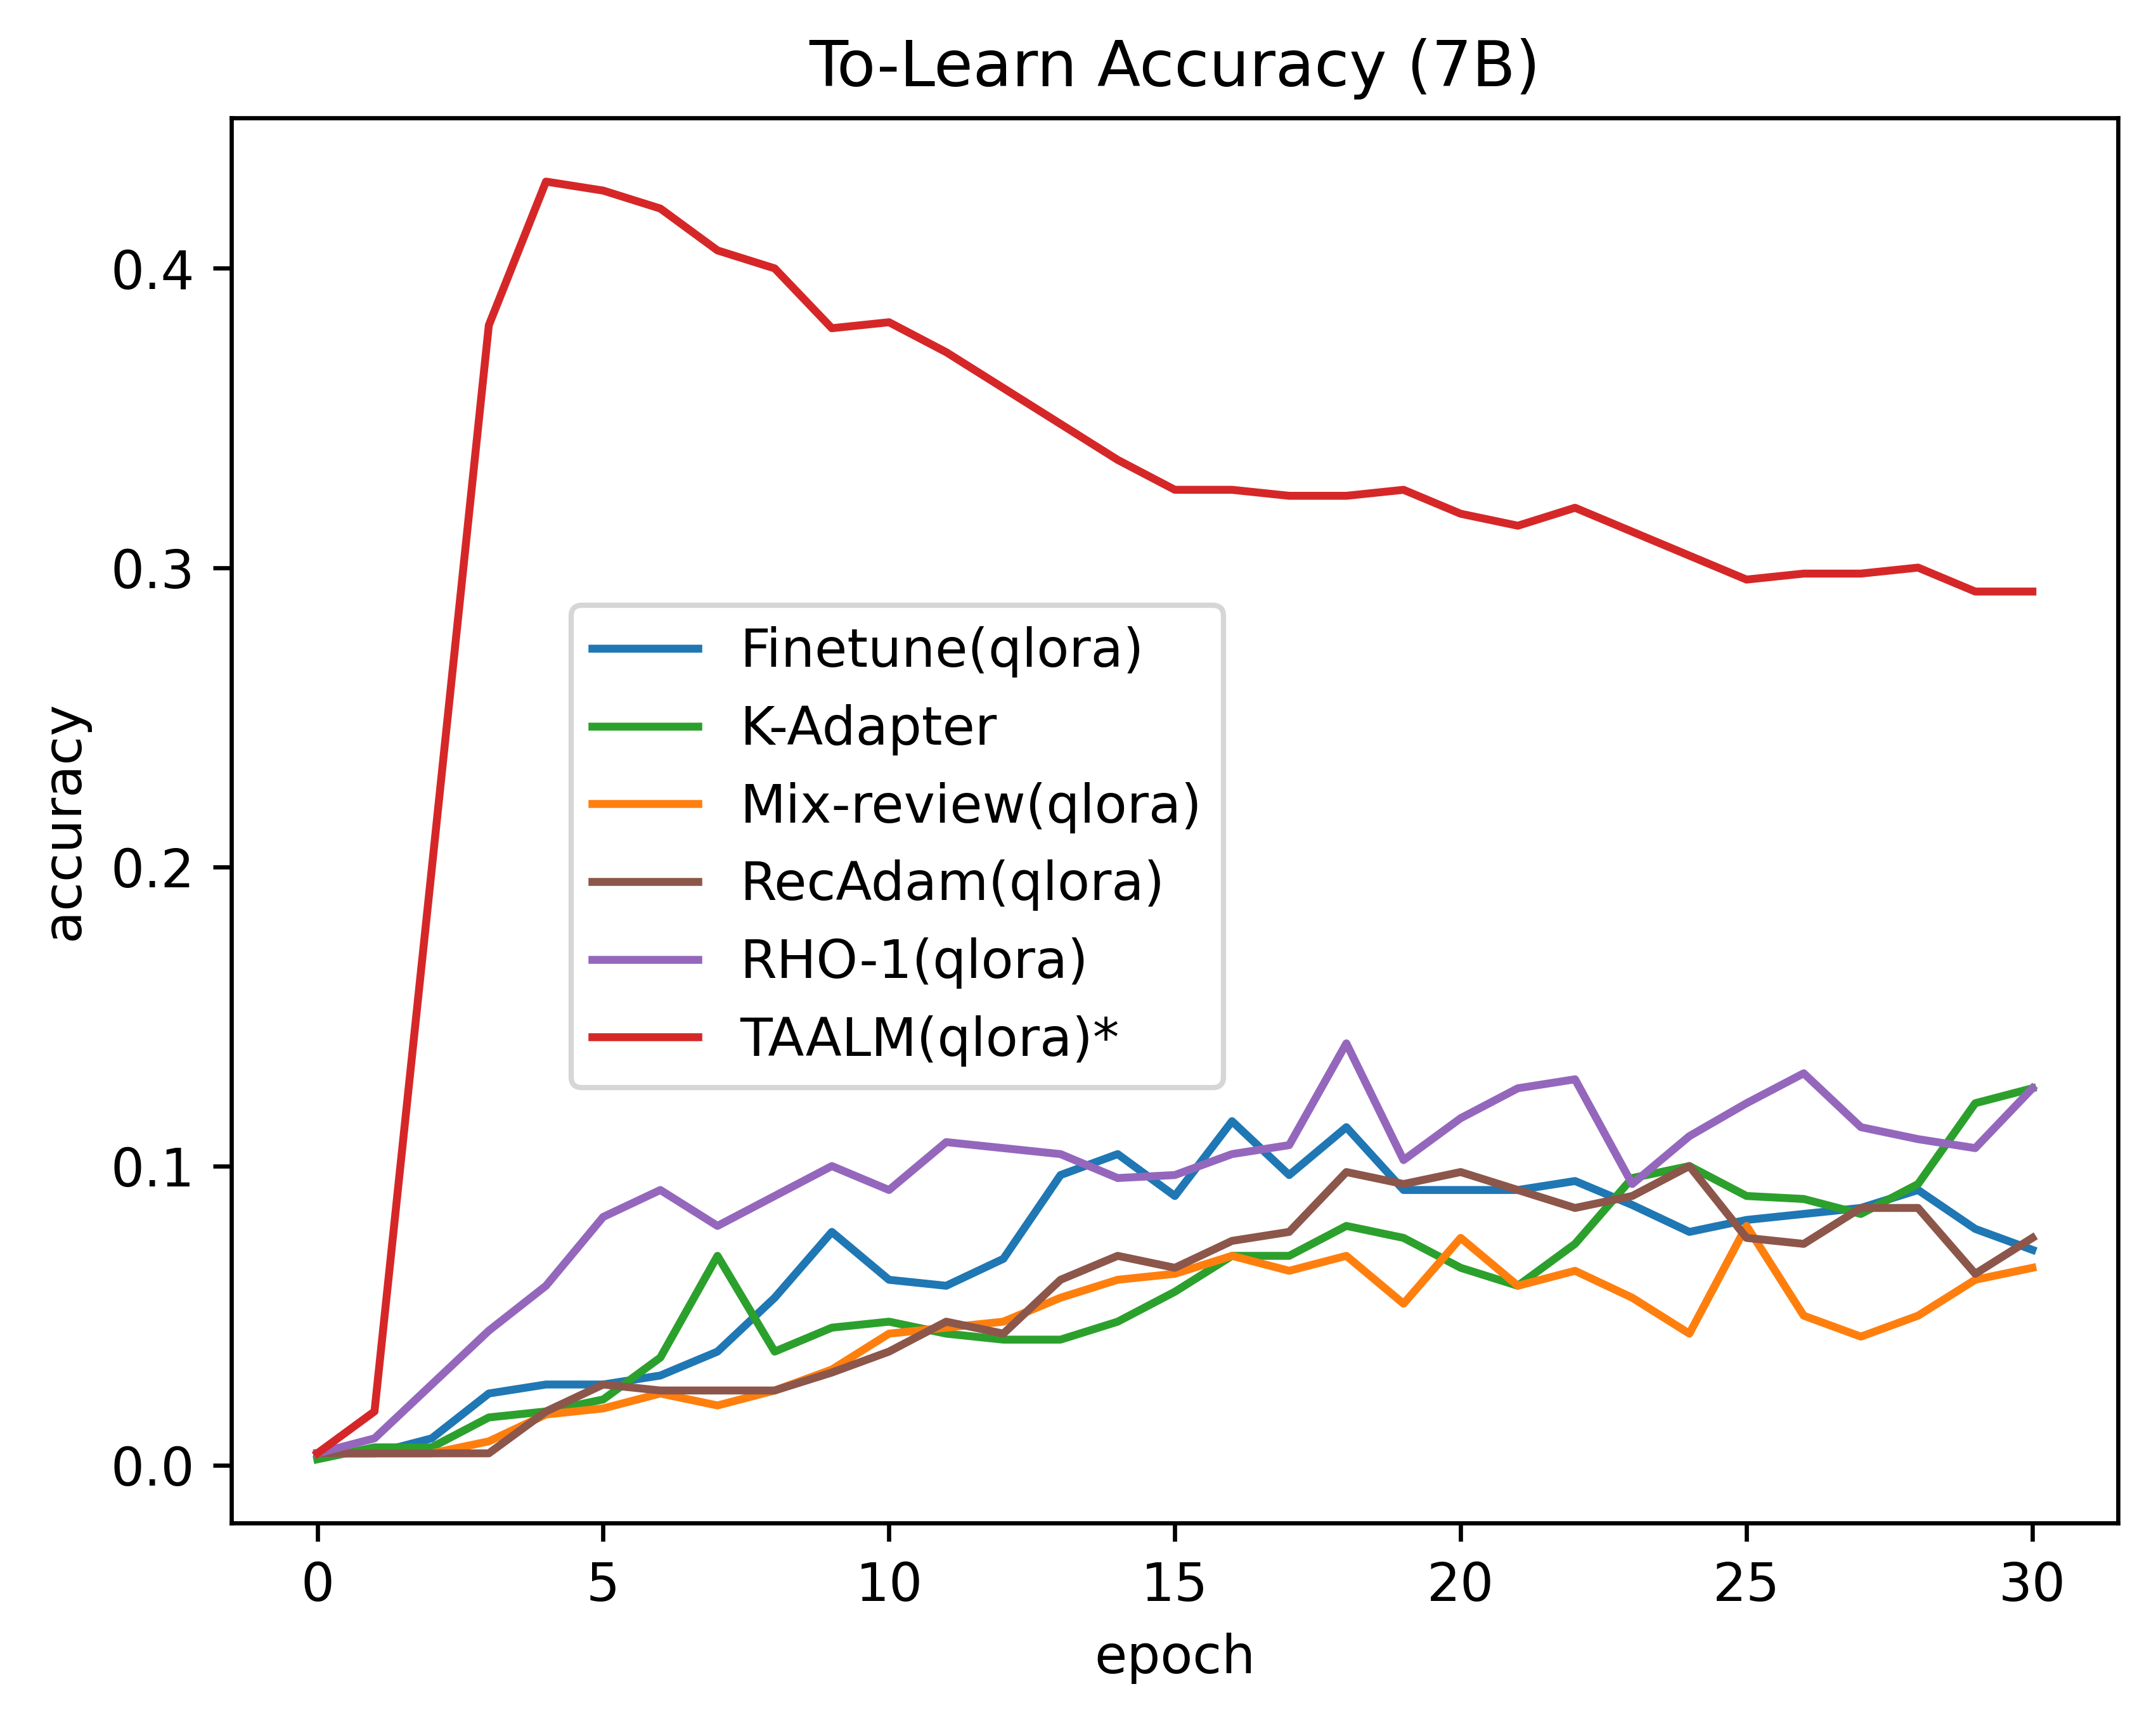 To-Learn Accuracy (7B)
accuracy
0.4
0.3
0.2
0.1
0.0
Finetune(qlora)
K-Adapter
Mix-review(qlora)
RecAdam(qlora)
RHO-1(qlora)
TAALM(qlora)*
0 5 10 15 20 25 30
epoch